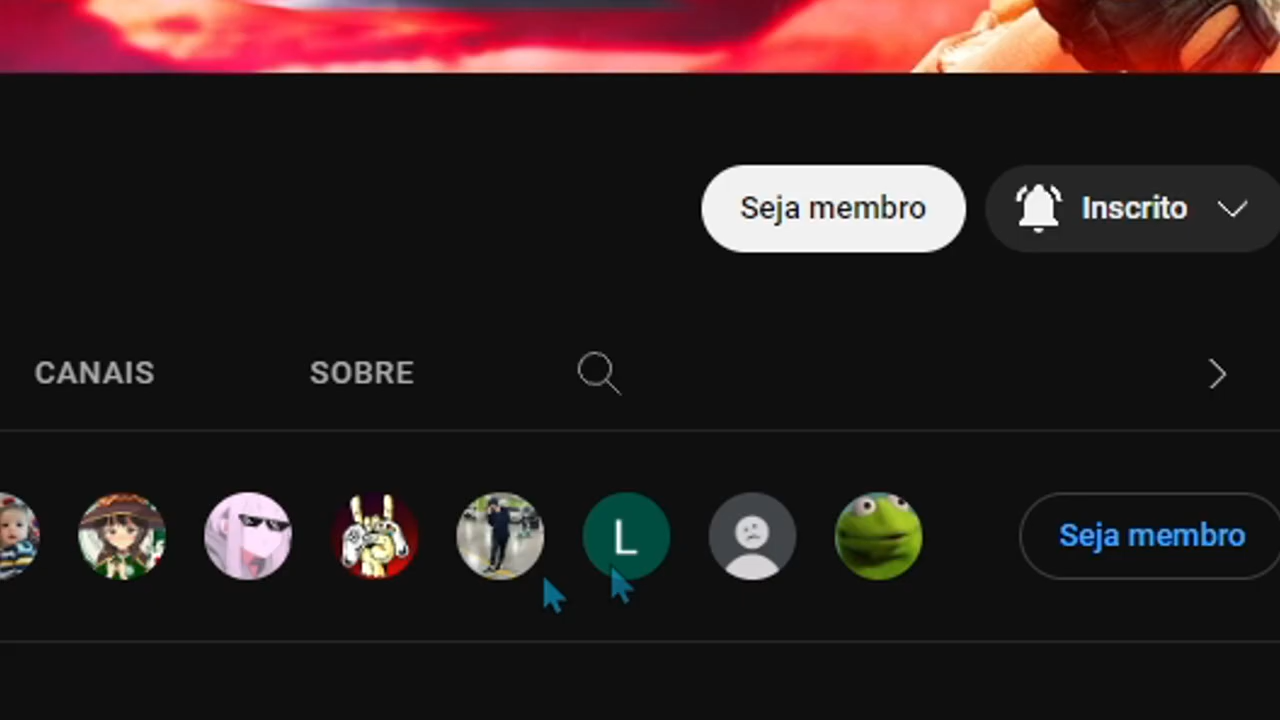 Seja membro
Inscrito
CANAIS
SOBRE
L
Seja membro